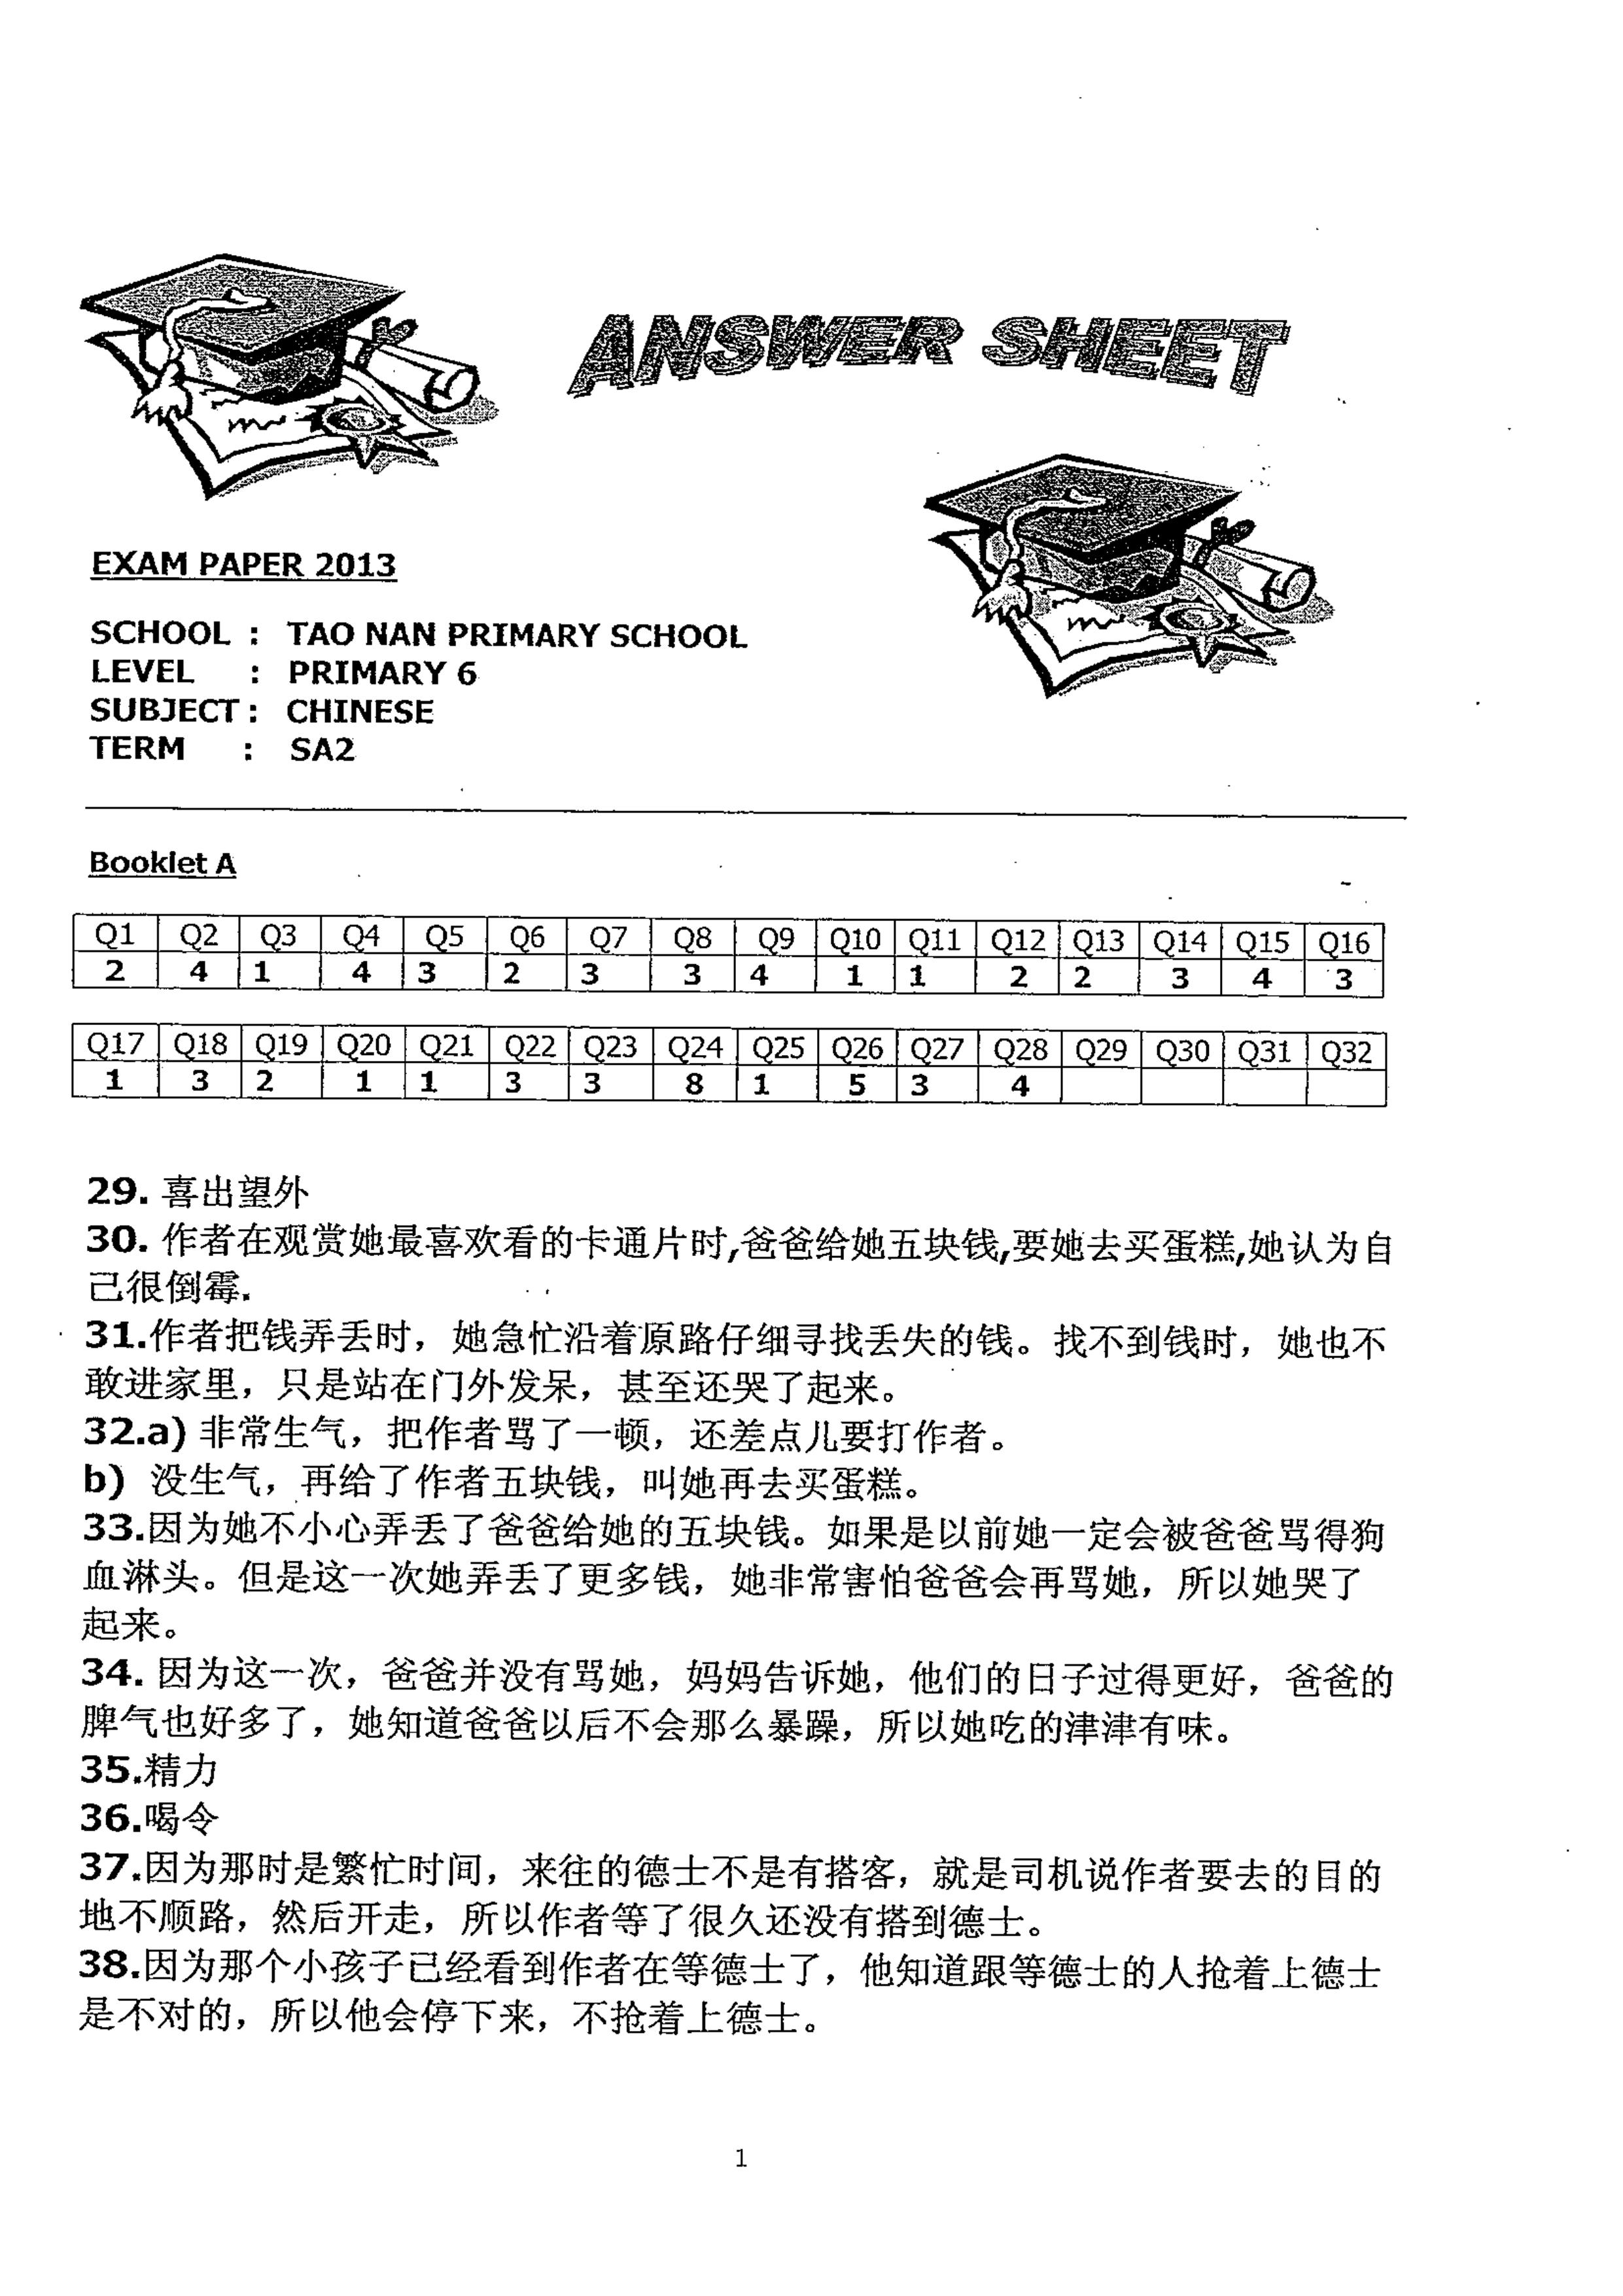 ANSWER SHEET
EXAM PAPER 2013
SCHOOL : TAO NAN PRIMARY SCHOOL
LEVEL : PRIMARY 6
SUBJECT : CHINESE
TERM : SA2
Booklet A
Q1 Q2 Q3 Q4 Q5 Q6 Q7 Q8 Q9 Q10 Q11 Q12 Q13 Q14 Q15 Q16
2 4 1 4 3 2 3 3 4 1 1 2 2 3 4 3
Q17 Q18 Q19 Q20 Q21 Q22 Q23 Q24 Q25 Q26 Q27 Q28 Q29 Q30 Q31 Q32
1 3 2 1 1 3 3 8 1 5 3 4
29. 喜出望外
30. 作者在观赏她最喜欢看的卡通片时,爸爸给她五块钱,要她去买蛋糕,她认为自
己很倒霉.
31.作者把钱弄丢时，她急忙沿着原路仔细寻找丢失的钱。找不到钱时，她也不
敢进家里，只是站在门外发呆，甚至还哭了起来。
32.a) 非常生气，把作者骂了一顿，还差点儿要打作者。
b) 没生气，再给了作者五块钱，叫她再去买蛋糕。
33.因为她不小心弄丢了爸爸给她的五块钱。如果是以前她一定会被爸爸骂得狗
血淋头。但是这一次她弄丢了更多钱，她非常害怕爸爸会再骂她，所以她哭了
起来。
34. 因为这一次，爸爸并没有骂她，妈妈告诉她，他们的日子过得更好，爸爸的
脾气也好多了，她知道爸爸以后不会那么暴躁，所以她吃的津津有味。
35.精力
36.喝令
37.因为那时是繁忙时间，来往的德士不是有搭客，就是司机说作者要去的目的
地不顺路，然后开走，所以作者等了很久还没有搭到德士。
38.因为那个小孩子已经看到作者在等德士了，他知道跟等德士的人抢着上德士
是不对的，所以他会停下来，不抢着上德士。
1